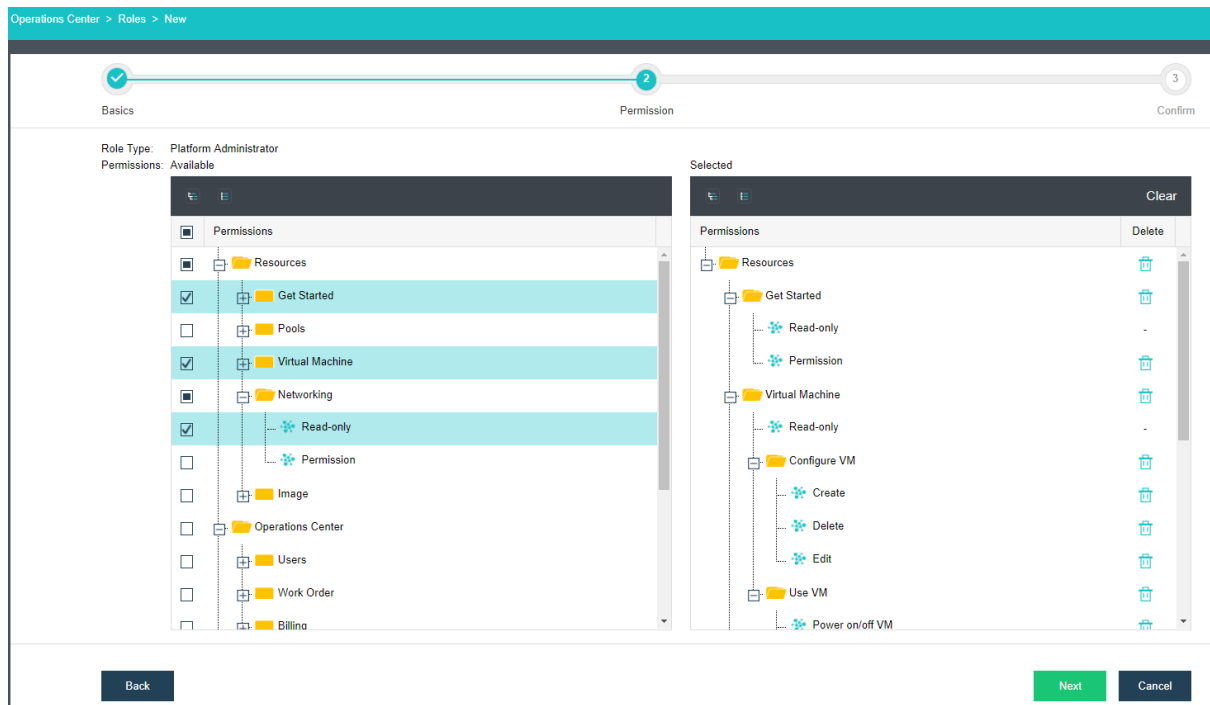 Operations Center > Roles > New
2
3
Basics
Permission
Confirm
Role Type: Platform Administrator
Permissions: Available
Selected
Clear
Permissions
Permissions
Delete
Resources
Get Started
Pools
Virtual Machine
Networking
Read-only
Permission
Image
Operations Center
Users
Work Order
Billing
Resources
Get Started
Read-only
-
Permission
Virtual Machine
Read-only
-
Configure VM
Create
Delete
Edit
Use VM
Power on/off VM
Back
Next
Cancel